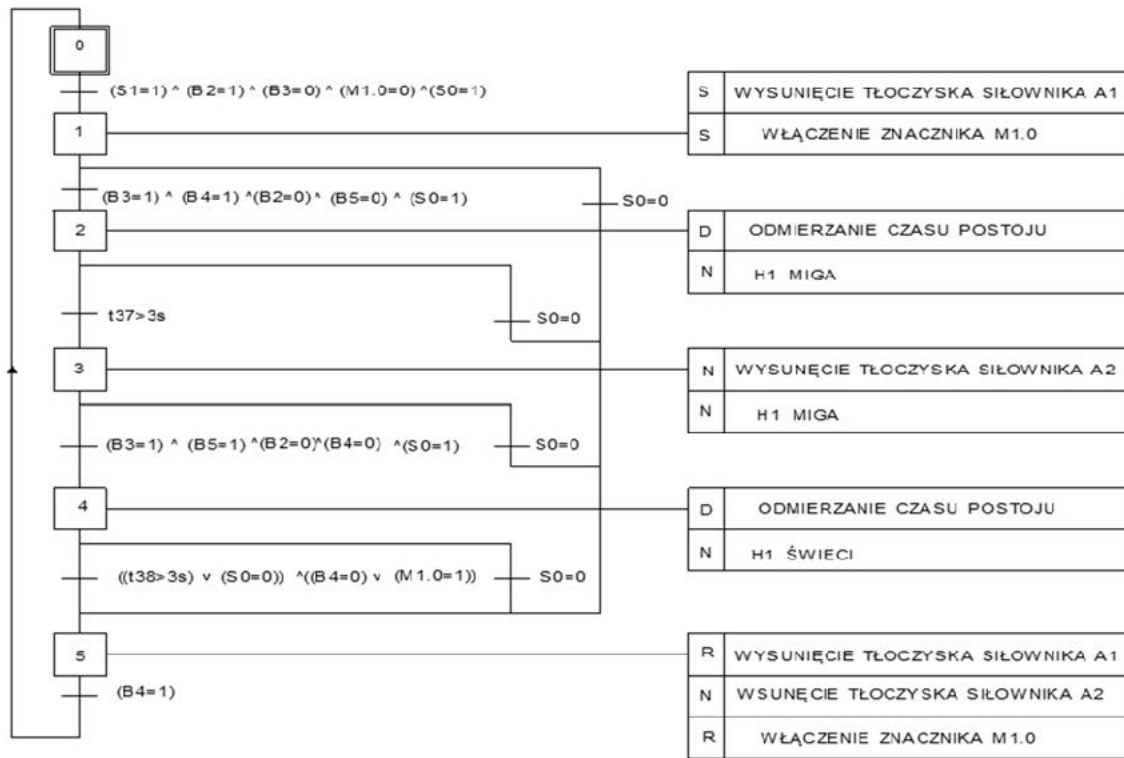 0
(S1=1) ^ (B2=1) ^ (B3=0) ^ (M1.0=0) ^(S0=1)
S WYSUNIĘCIE TŁOCZYSKA SIŁOWNIKA A1
1
S WŁĄCZENIE ZNACZNIKA M1.0
(B3=1) ^ (B4=1) ^(B2=0)^ (B5=0) ^ (S0=1)
S0=0
2
D ODMIERZANIE CZASU POSTOJU
N H1 MIGA
t37>3s
S0=0
3
N WYSUNIĘCIE TŁOCZYSKA SIŁOWNIKA A2
N H1 MIGA
(B3=1) ^ (B5=1) ^(B2=0)^(B4=0) ^(S0=1)
S0=0
4
D ODMIERZANIE CZASU POSTOJU
N H1 ŚWIECI
((t38>3s) v (S0=0)) ^((B4=0) v (M1.0=1))
S0=0
5
R WYSUNIĘCIE TŁOCZYSKA SIŁOWNIKA A1
(B4=1)
N WSUNIĘCIE TŁOCZYSKA SIŁOWNIKA A2
R WŁĄCZENIE ZNACZNIKA M1.0